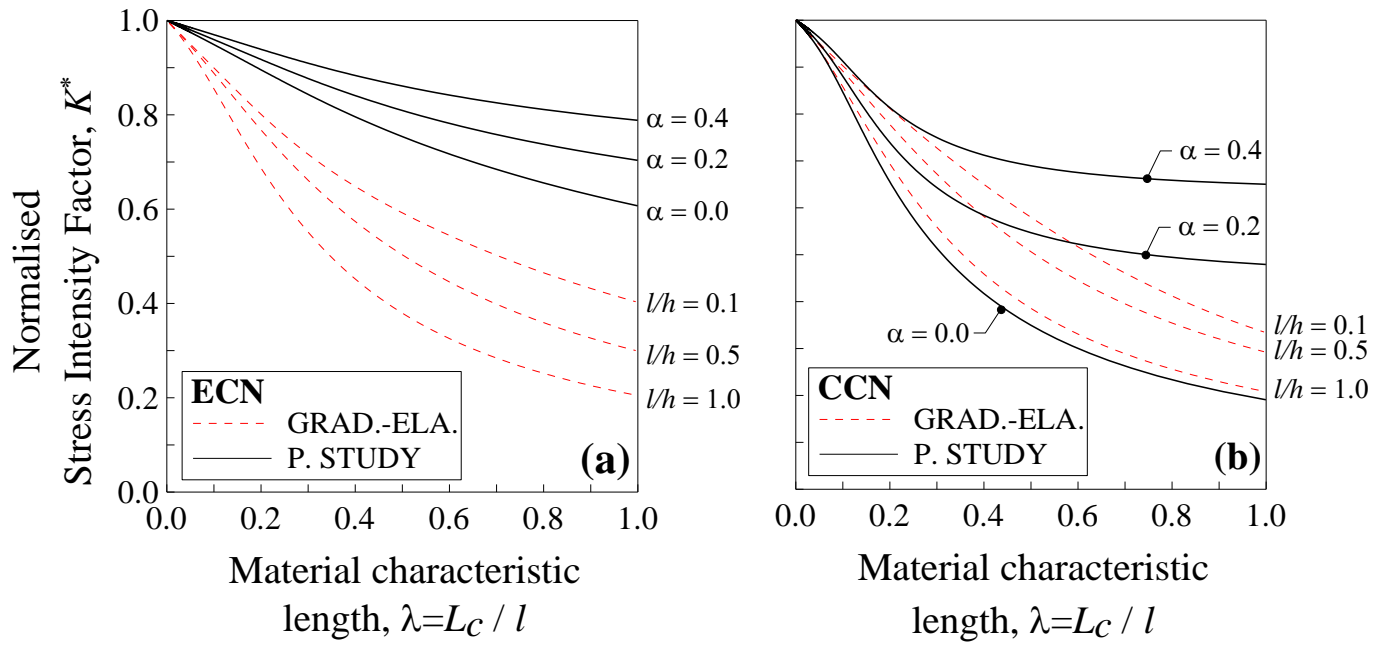 Normalised
Stress Intensity Factor, K*
1.0
0.8
0.6
0.4
0.2
0.0
α = 0.4
α = 0.2
α = 0.0
l/h = 0.1
l/h = 0.5
l/h = 1.0
ECN
GRAD.-ELA.
P. STUDY
(a)
0.0 0.2 0.4 0.6 0.8 1.0
Material characteristic
length, λ=Lc / l
α = 0.4
α = 0.2
α = 0.0
l/h = 0.1
l/h = 0.5
l/h = 1.0
CCN
GRAD.-ELA.
P. STUDY
(b)
0.0 0.2 0.4 0.6 0.8 1.0
Material characteristic
length, λ=Lc / l